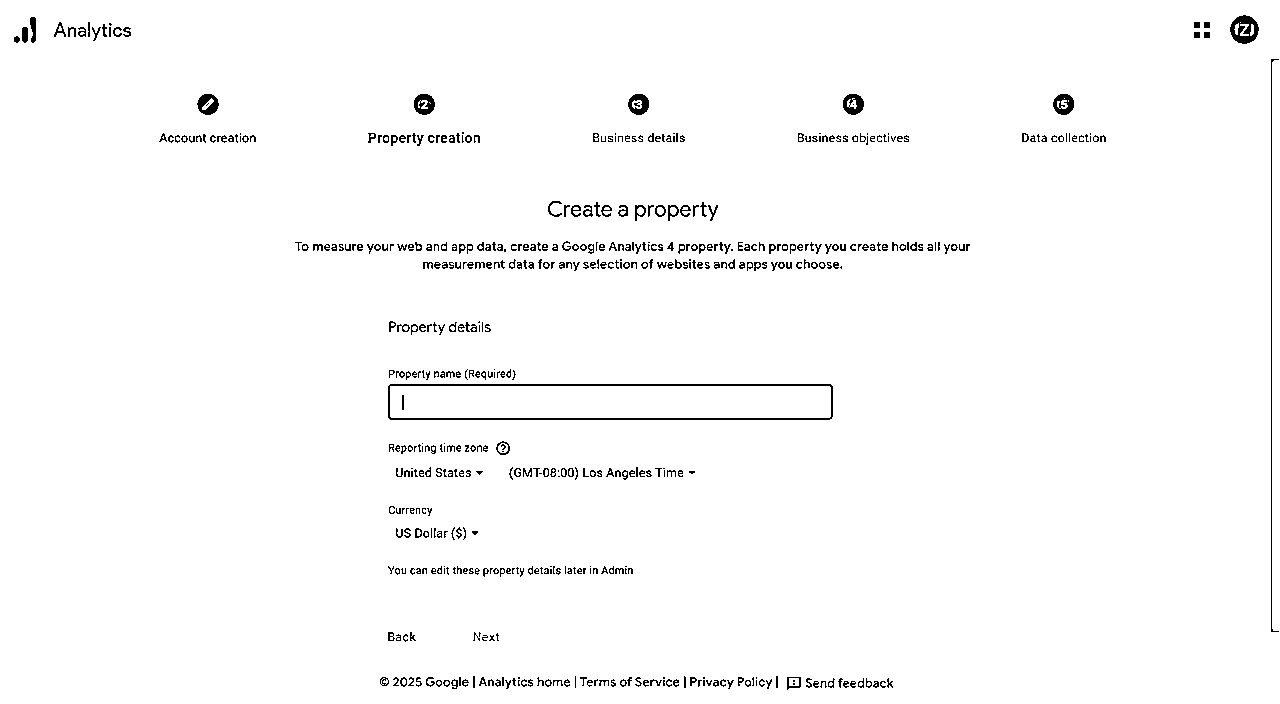 Analytics
Z
2 3 4 5
Account creation Property creation Business details Business objectives Data collection
Create a property
To measure your web and app data, create a Google Analytics 4 property. Each property you create holds all your
measurement data for any selection of websites and apps you choose.
Property details
Property name (Required)
Reporting time zone ?
United States (GMT-08:00) Los Angeles Time
Currency
US Dollar ($)
You can edit these property details later in Admin
Back Next
© 2025 Google | Analytics home | Terms of Service | Privacy Policy | Send feedback